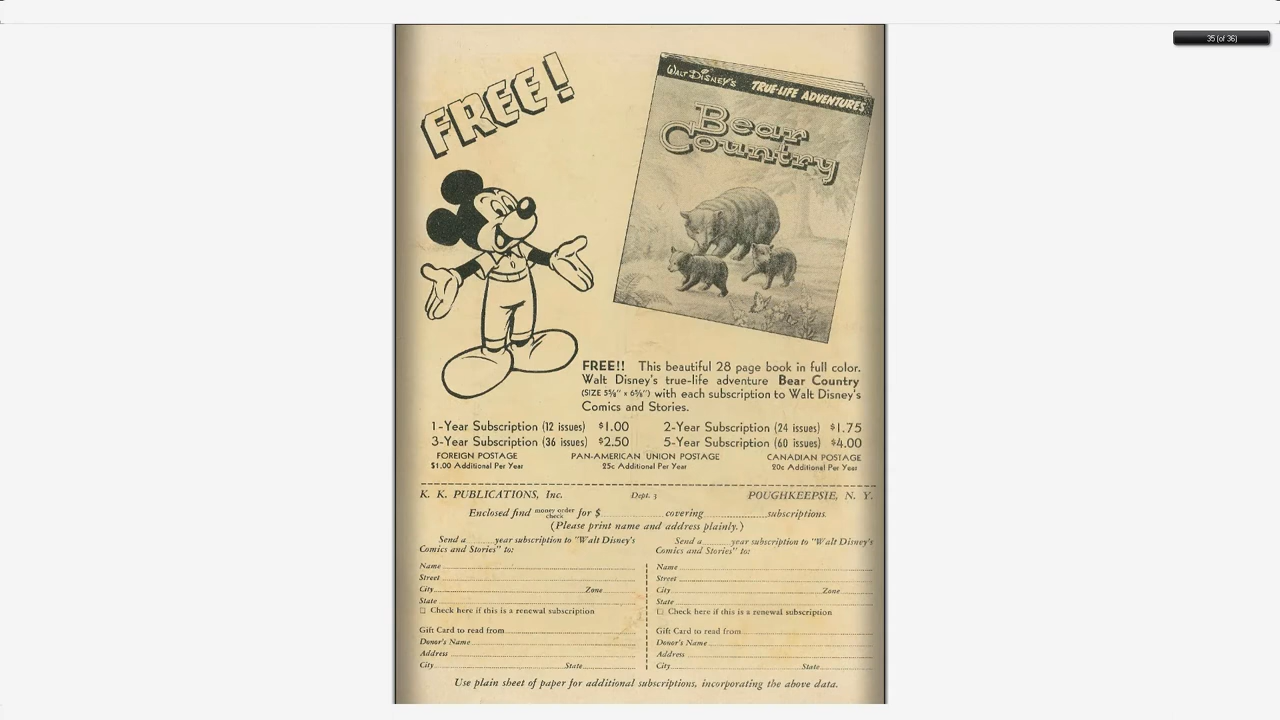 35 (of 36)
FREE!
WALT DISNEY'S TRUE-LIFE ADVENTURES
Bear
Country
FREE!! This beautiful 28 page book in full color.
Walt Disney's true-life adventure Bear Country
(SIZE 5⅝" x 6⅝") with each subscription to Walt Disney's
Comics and Stories.
1-Year Subscription (12 issues) $1.00 2-Year Subscription (24 issues) $1.75
3-Year Subscription (36 issues) $2.50 5-Year Subscription (60 issues) $4.00
FOREIGN POSTAGE PAN-AMERICAN UNION POSTAGE CANADIAN POSTAGE
$1.00 Additional Per Year 25c Additional Per Year 20c Additional Per Year
K. K. PUBLICATIONS, Inc. Dept. 3 POUGHKEEPSIE, N. Y.
Enclosed find money order check for $ covering subscriptions
(Please print name and address plainly.)
Send a year subscription to "Walt Disney's
Comics and Stories" to:
Name
Street
City Zone
State
Check here if this is a renewal subscription
Gift Card to read from
Donor's Name
Address
City State
Send a year subscription to "Walt Disney's
Comics and Stories" to:
Name
Street
City Zone
State
Check here if this is a renewal subscription
Gift Card to read from
Donor's Name
Address
City State
Use plain sheet of paper for additional subscriptions, incorporating the above data.